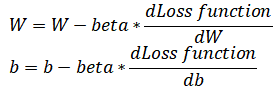 W = W − beta * dLoss function / dW
b = b − beta * dLoss function / db